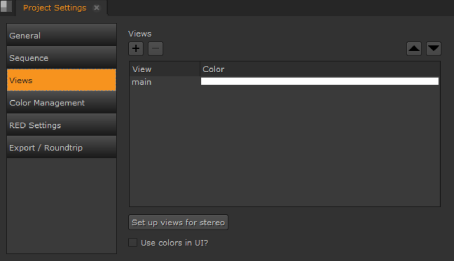 Project Settings
General
Sequence
Views
Color Management
RED Settings
Export / Roundtrip
Views
View Color
main
Set up views for stereo
Use colors in UI?